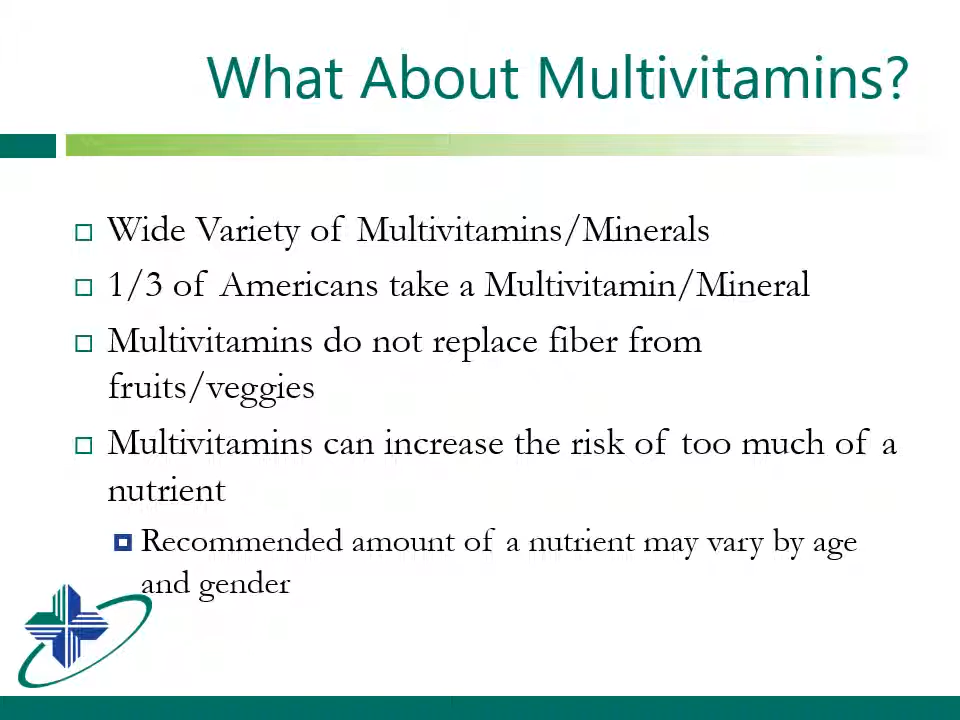 What About Multivitamins?
Wide Variety of Multivitamins/Minerals
1/3 of Americans take a Multivitamin/Mineral
Multivitamins do not replace fiber from
fruits/veggies
Multivitamins can increase the risk of too much of a
nutrient
Recommended amount of a nutrient may vary by age
and gender